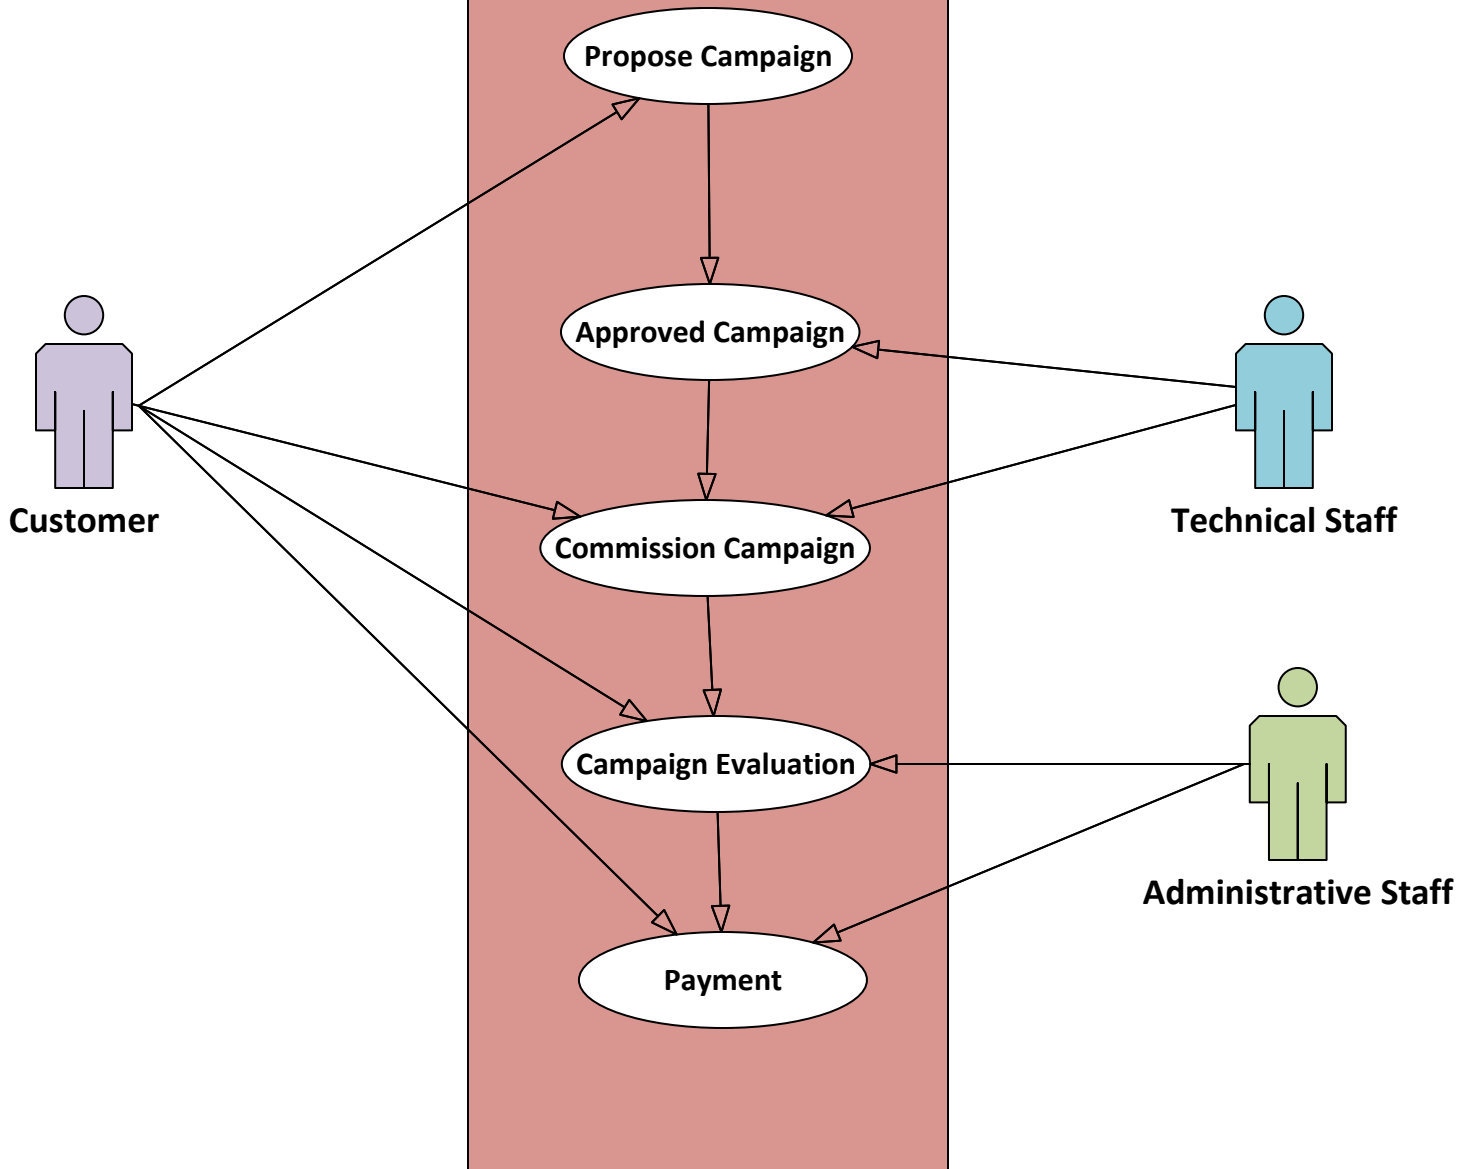 Propose Campaign
Approved Campaign
Customer
Technical Staff
Commission Campaign
Campaign Evaluation
Administrative Staff
Payment